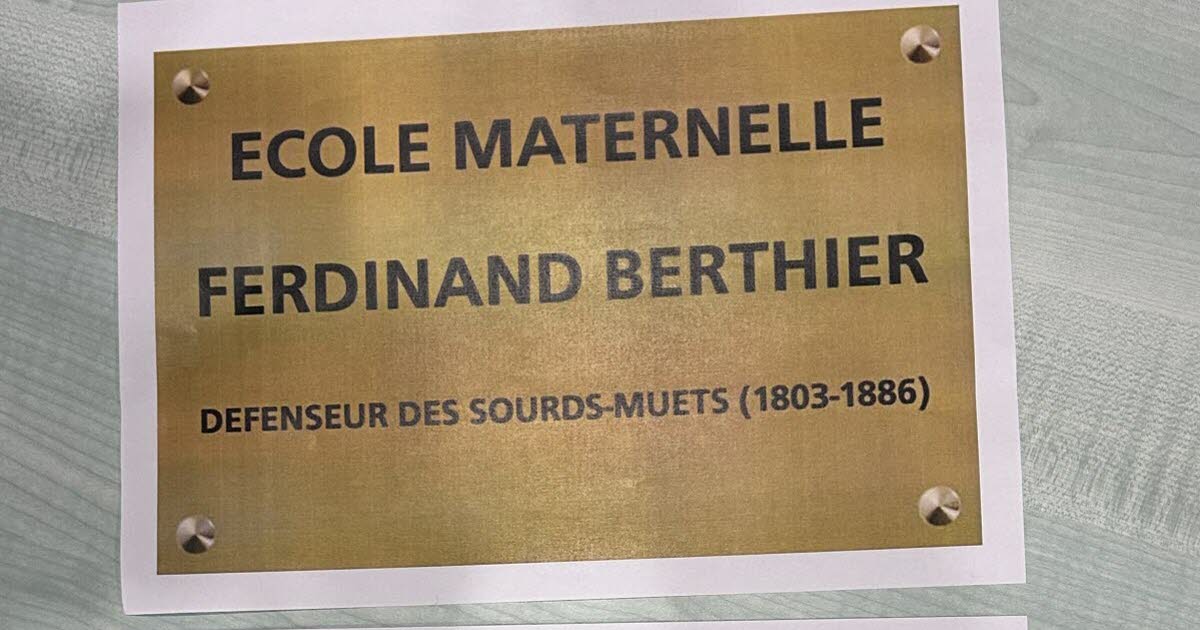 ECOLE MATERNELLE
FERDINAND BERTHIER
DEFENSEUR DES SOURDS-MUETS (1803-1886)